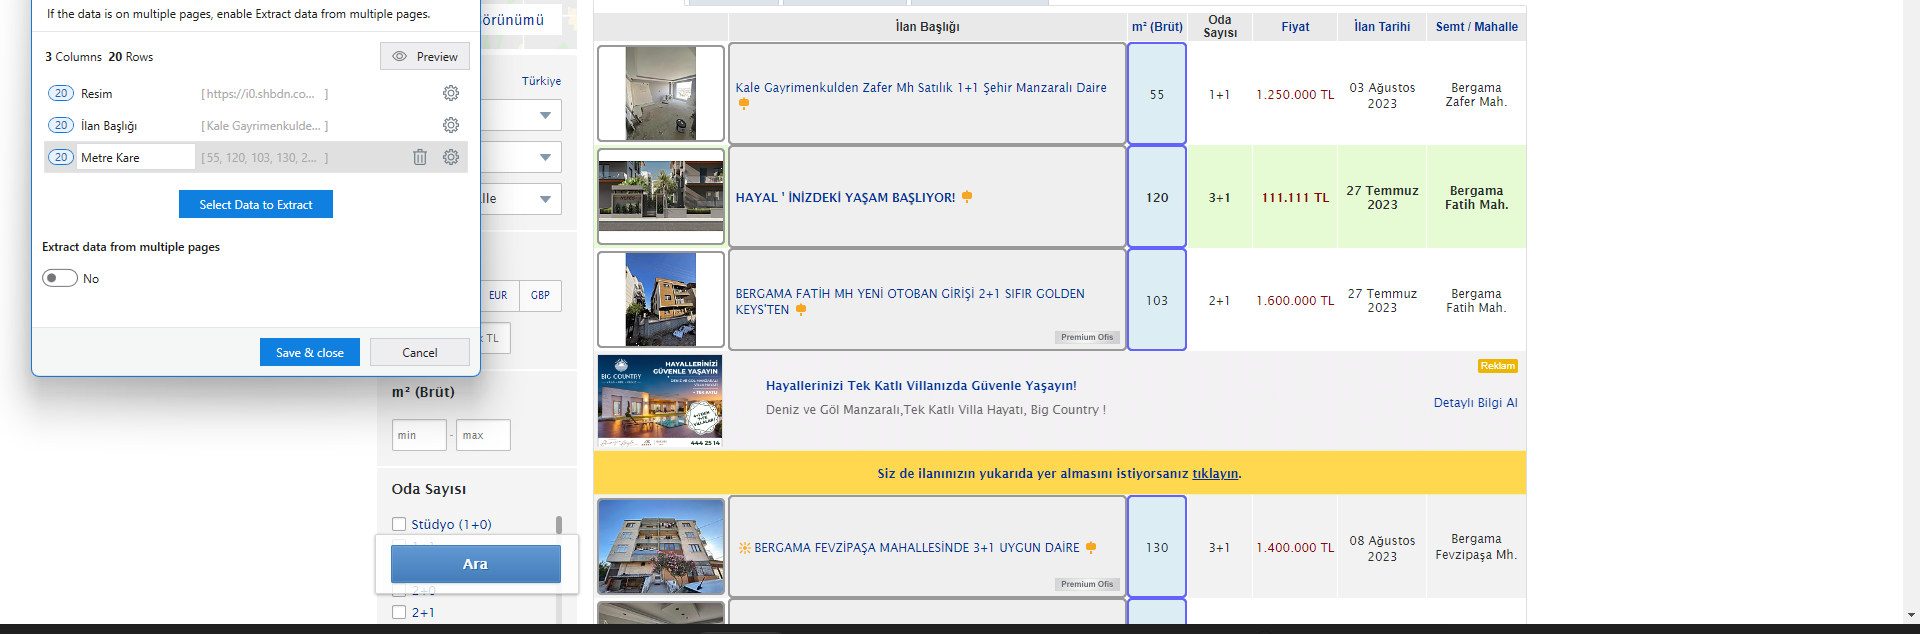 If the data is on multiple pages, enable Extract data from multiple pages.
3 Columns 20 Rows
Preview
20 Resim [https://i0.shbdn.co... ]
20 İlan Başlığı [Kale Gayrimenkulde... ]
20 Metre Kare [55, 120, 103, 130, 2... ]
Select Data to Extract
Extract data from multiple pages
No
Save & close
Cancel
örünümü
Türkiye
lle
EUR
GBP
TL
m² (Brüt)
min - max
Oda Sayısı
Stüdyo (1+0)
Ara
2+0
2+1
İlan Başlığı
m² (Brüt)
Oda
Sayısı
Fiyat
İlan Tarihi
Semt / Mahalle
Kale Gayrimenkulden Zafer Mh Satılık 1+1 Şehir Manzaralı Daire
55
1+1
1.250.000 TL
03 Ağustos
2023
Bergama
Zafer Mah.
HAYAL ' İNİZDEKİ YAŞAM BAŞLIYOR!
120
3+1
111.111 TL
27 Temmuz
2023
Bergama
Fatih Mah.
BERGAMA FATİH MH YENİ OTOBAN GİRİŞİ 2+1 SIFIR GOLDEN
KEYS'TEN
Premium Ofis
103
2+1
1.600.000 TL
27 Temmuz
2023
Bergama
Fatih Mah.
HAYALLERİNİZİ
GÜVENLE YAŞAYIN
BIG COUNTRY
444 25 14
Hayallerinizi Tek Katlı Villanızda Güvenle Yaşayın!
Deniz ve Göl Manzaralı,Tek Katlı Villa Hayatı, Big Country !
Reklam
Detaylı Bilgi Al
Siz de ilanınızın yukarıda yer almasını istiyorsanız tıklayın.
BERGAMA FEVZİPAŞA MAHALLESİNDE 3+1 UYGUN DAİRE
Premium Ofis
130
3+1
1.400.000 TL
08 Ağustos
2023
Bergama
Fevzipaşa Mh.